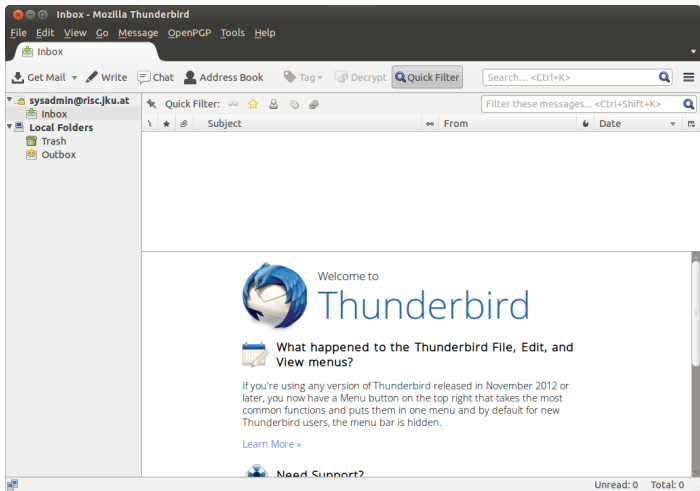 Inbox - Mozilla Thunderbird
File Edit View Go Message OpenPGP Tools Help
Inbox
Get Mail Write Chat Address Book Tag Decrypt Quick Filter Search... <Ctrl+K>
sysadmin@risc.jku.at
Inbox
Local Folders
Trash
Outbox
Quick Filter: Filter these messages... <Ctrl+Shift+K>
Subject From Date
Welcome to
Thunderbird
What happened to the Thunderbird File, Edit, and
View menus?
If you're using any version of Thunderbird released in November 2012 or
later, you now have a Menu button on the top right that takes the most
common functions and puts them in one menu and by default for new
Thunderbird users, the menu bar is hidden.
Learn More »
Need Support?
Unread: 0 Total: 0